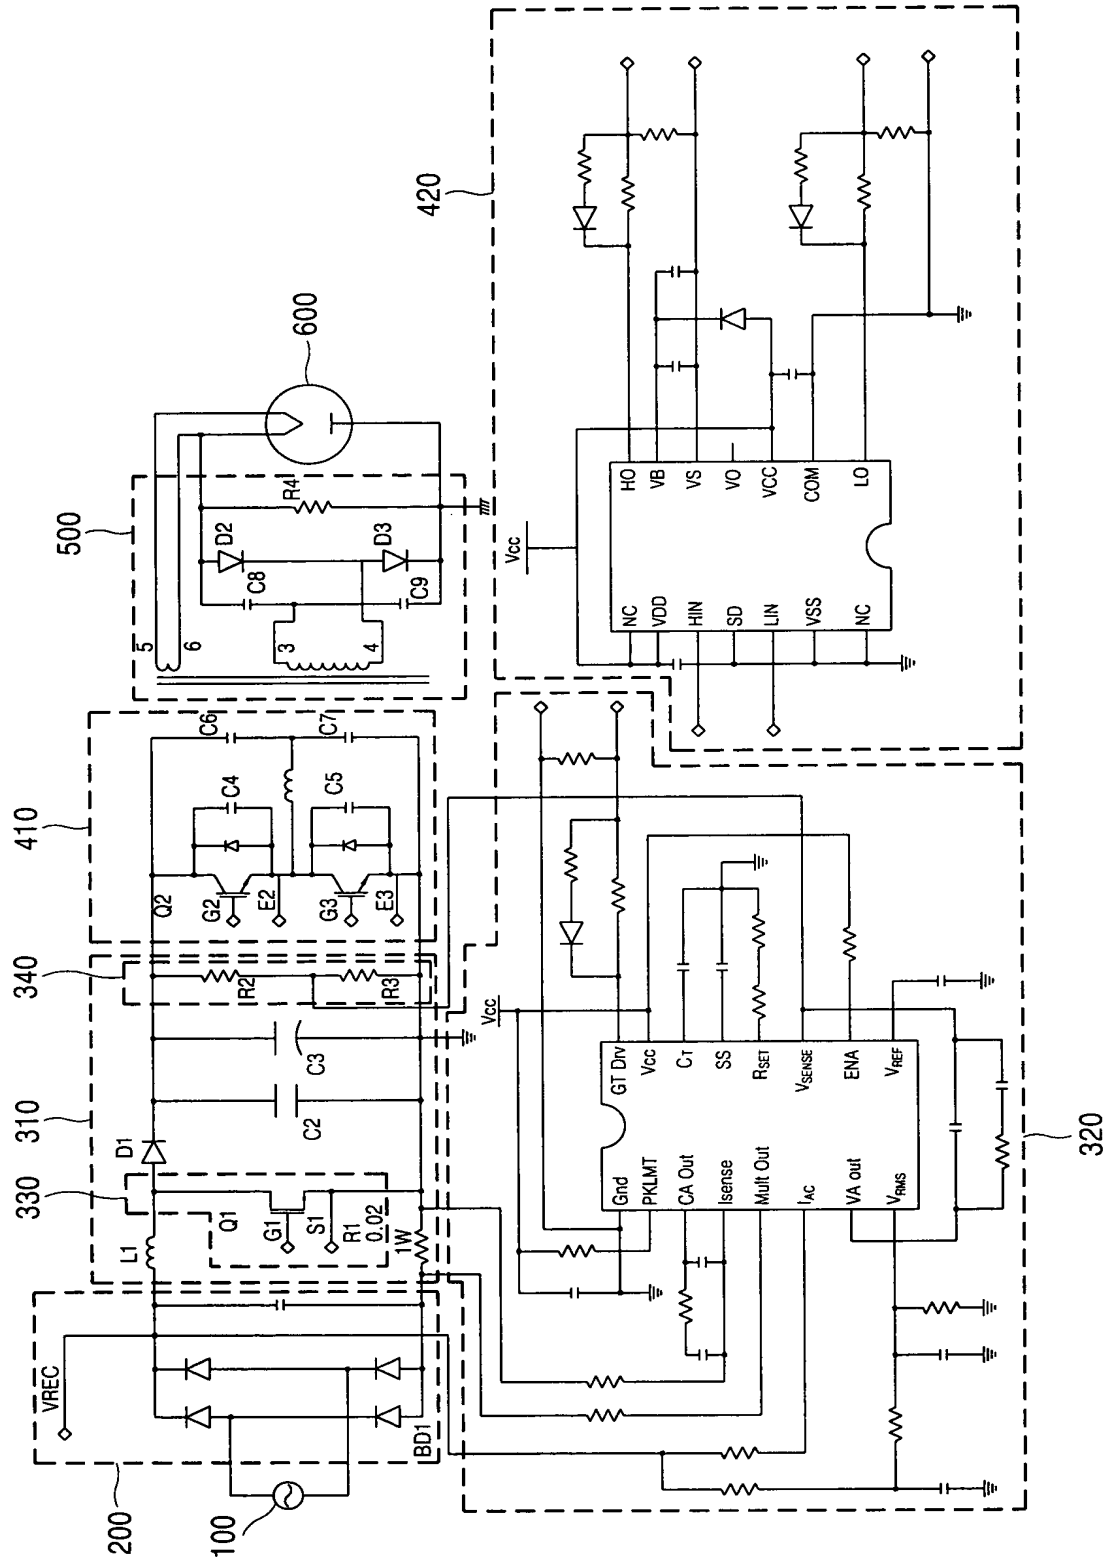 100
200
VREC
BD1
310
330
340
L1
D1
Q1
G1
S1
R1
0.02
1W
C2
C3
R2
R3
410
Q2
G2
E2
G3
E3
C4
C5
C6
C7
500
5
6
3
4
C8
C9
D2
D3
R4
600
320
Vcc
Gnd
PKLMT
CA Out
Isense
Mult Out
IAC
VA out
VRMS
GT Drv
Vcc
CT
SS
RSET
VSENSE
ENA
VREF
420
Vcc
NC
VDD
HIN
SD
LIN
VSS
NC
HO
VB
VS
VO
VCC
COM
LO